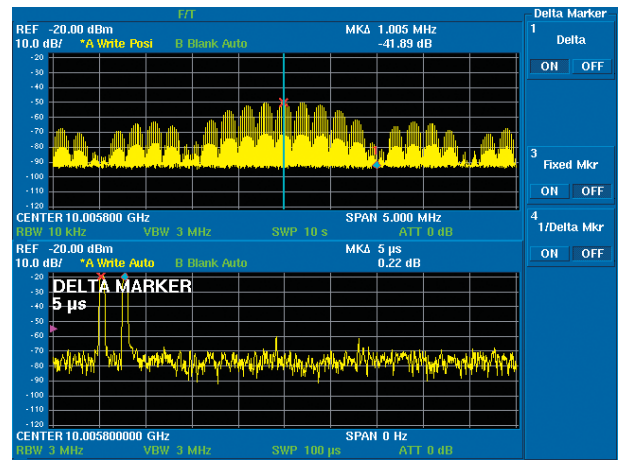 F/T
REF -20.00 dBm MKΔ 1.005 MHz
10.0 dB/ *A Write Posi B Blank Auto -41.89 dB
-20
-30
-40
-50
-60
-70
-80
-90
-100
-110
-120
CENTER 10.005800 GHz SPAN 5.000 MHz
RBW 10 kHz VBW 3 MHz SWP 10 s ATT 0 dB
REF -20.00 dBm MKΔ 5 µs
10.0 dB/ *A Write Auto B Blank Auto 0.22 dB
-20
DELTA MARKER
-30
-40
5 µs
-50
-60
-70
-80
-90
-100
-110
-120
CENTER 10.005800000 GHz SPAN 0 Hz
RBW 3 MHz VBW 3 MHz SWP 100 µs ATT 0 dB
Delta Marker
1
Delta
ON OFF
3
Fixed Mkr
ON OFF
4
1/Delta Mkr
ON OFF